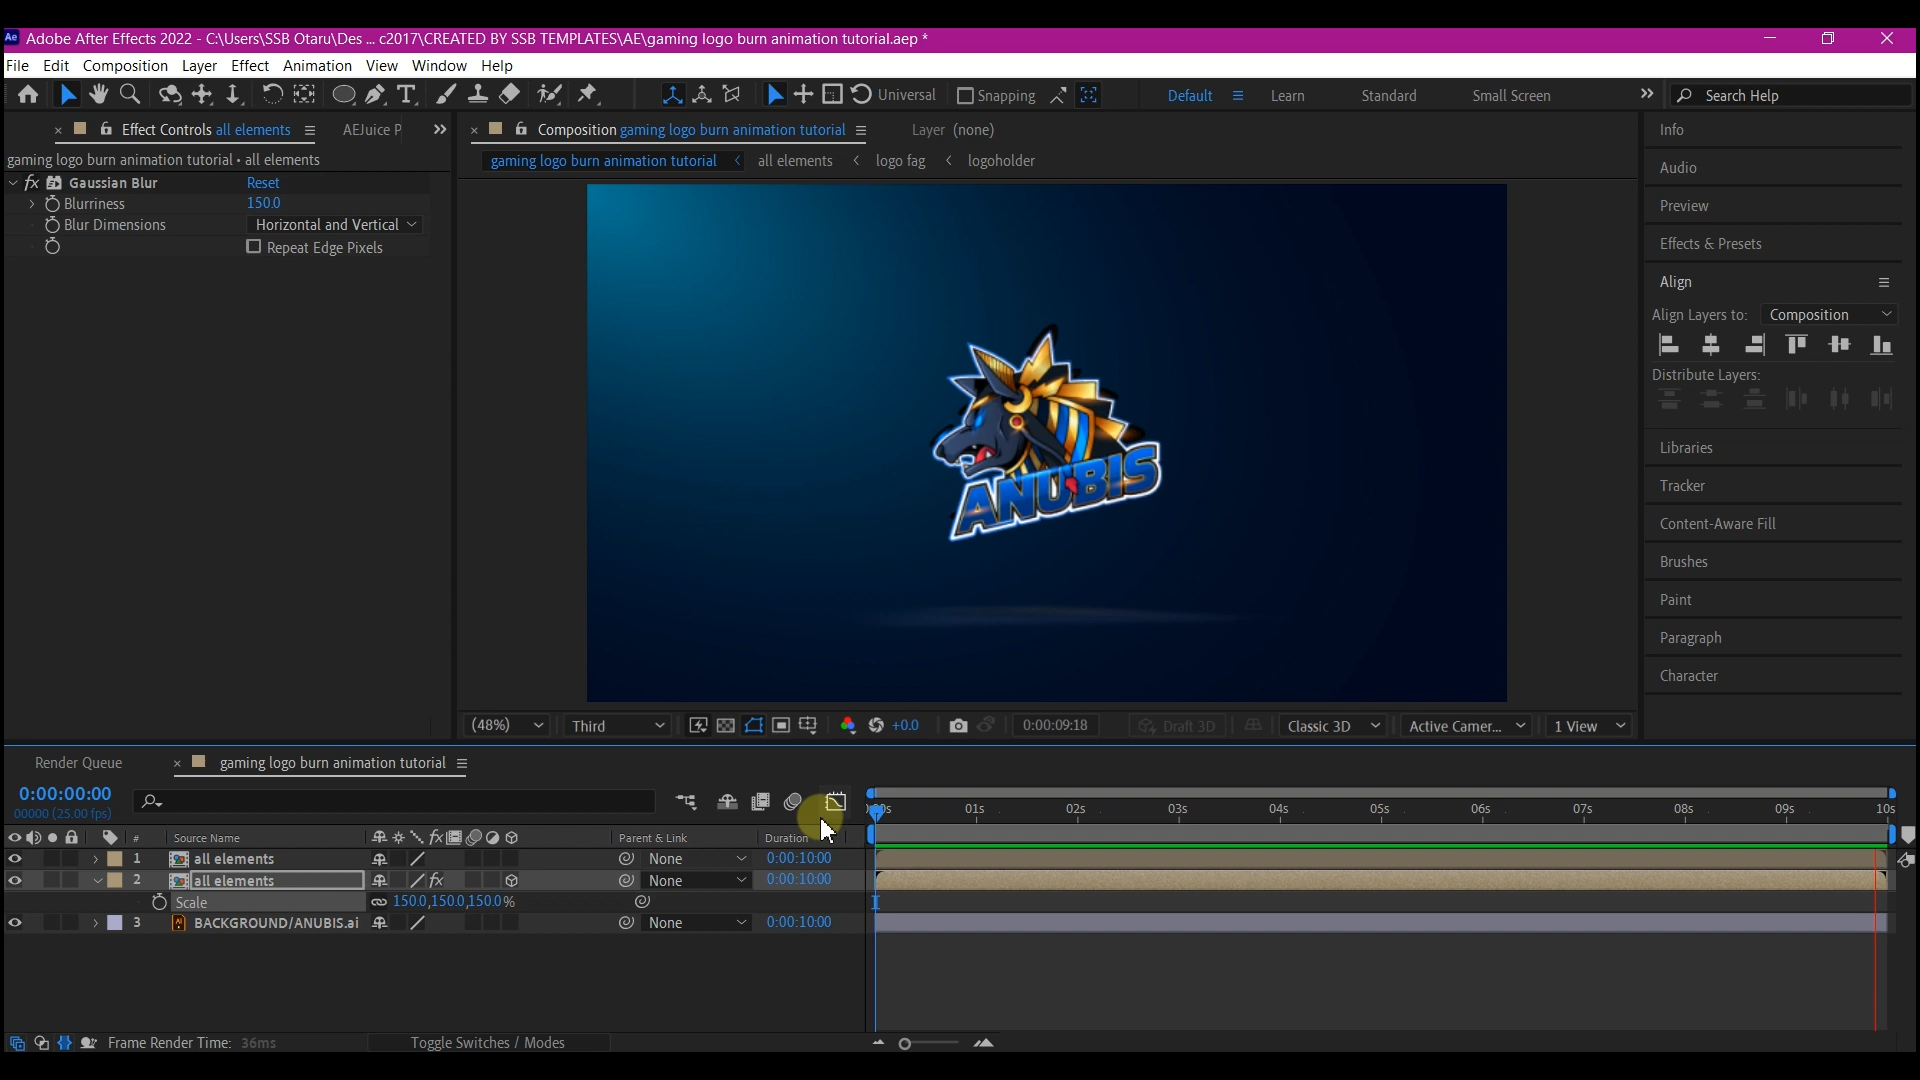 Ae Adobe After Effects 2022 - C:\Users\SSB Otaru\Des ... c2017\CREATED BY SSB TEMPLATES\AE\gaming logo burn animation tutorial.aep *
File Edit Composition Layer Effect Animation View Window Help
Universal Snapping Default Learn Standard Small Screen Search Help
Effect Controls all elements AEJuice P
Composition gaming logo burn animation tutorial Layer (none)
gaming logo burn animation tutorial • all elements
gaming logo burn animation tutorial all elements logo fag logoholder
fx Gaussian Blur Reset
Blurriness 150.0
Blur Dimensions Horizontal and Vertical
Repeat Edge Pixels
ANUBIS
Info
Audio
Preview
Effects & Presets
Align
Align Layers to: Composition
Distribute Layers:
Libraries
Tracker
Content-Aware Fill
Brushes
Paint
Paragraph
Character
(48%) Third +0.0 0:00:09:18 Draft 3D Classic 3D Active Camer... 1 View
Render Queue gaming logo burn animation tutorial
0:00:00:00
00000 (25.00 fps)
01s 02s 03s 04s 05s 06s 07s 08s 09s 10s
# Source Name fx Parent & Link Duration
1 all elements None 0:00:10:00
2 all elements fx None 0:00:10:00
Scale 150.0,150.0,150.0%
3 Ai BACKGROUND/ANUBIS.ai None 0:00:10:00
Frame Render Time: 36ms Toggle Switches / Modes